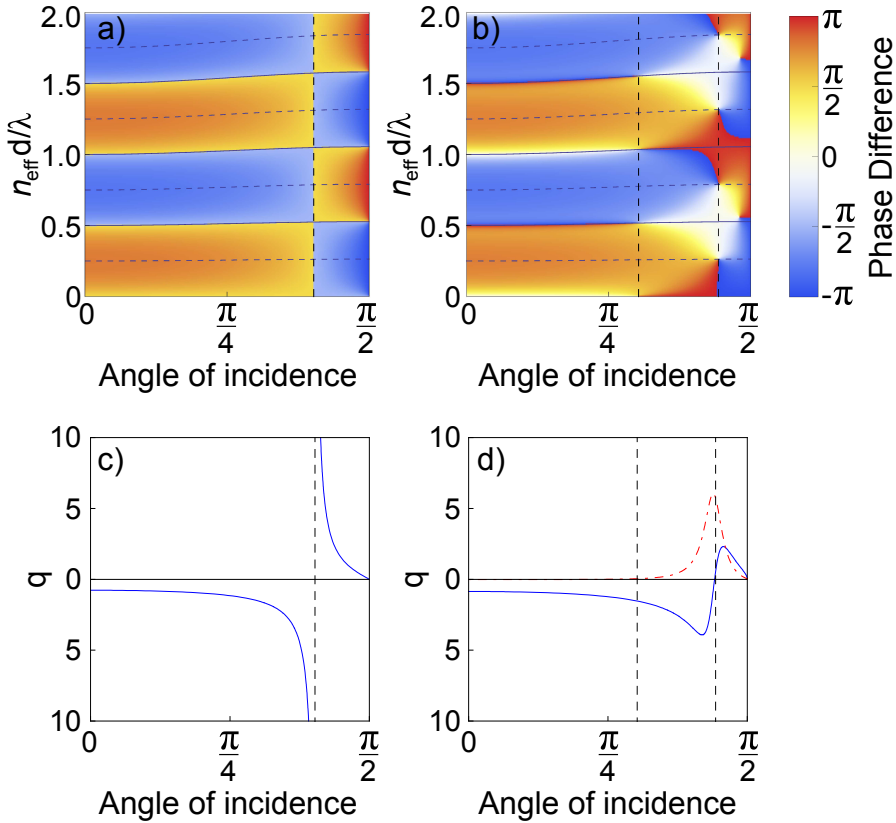 a)
2.0
1.5
1.0
0.5
0
n_eff d/λ
0
π/4
π/2
Angle of incidence
b)
2.0
1.5
1.0
0.5
0
n_eff d/λ
0
π/4
π/2
Angle of incidence
π
π/2
0
-π/2
-π
Phase Difference
c)
10
5
0
5
10
q
0
π/4
π/2
Angle of incidence
d)
10
5
0
5
10
q
0
π/4
π/2
Angle of incidence